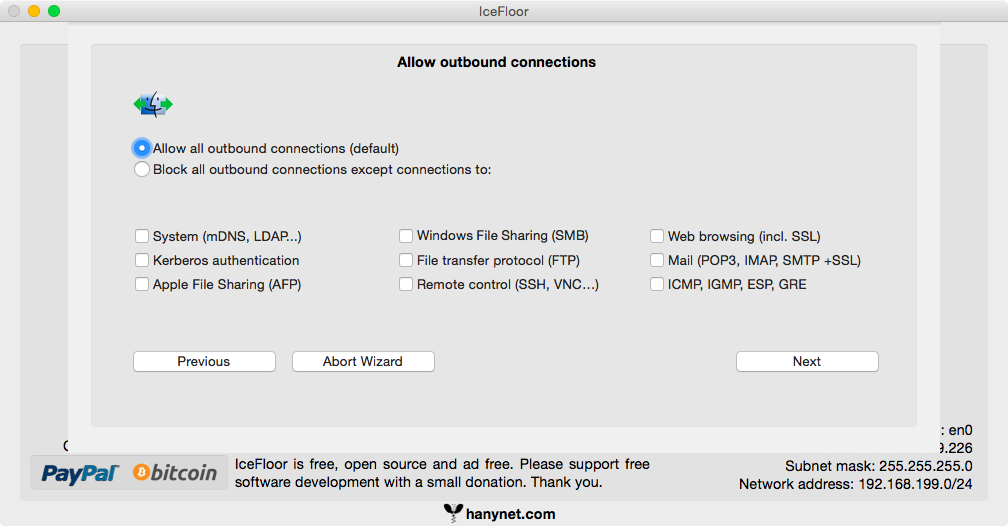 IceFloor
Allow outbound connections
Allow all outbound connections (default)
Block all outbound connections except connections to:
System (mDNS, LDAP...)
Windows File Sharing (SMB)
Web browsing (incl. SSL)
Kerberos authentication
File transfer protocol (FTP)
Mail (POP3, IMAP, SMTP +SSL)
Apple File Sharing (AFP)
Remote control (SSH, VNC...)
ICMP, IGMP, ESP, GRE
Previous
Abort Wizard
Next
: en0
.226
Subnet mask: 255.255.255.0
Network address: 192.168.199.0/24
PayPal
bitcoin
IceFloor is free, open source and ad free. Please support free
software development with a small donation. Thank you.
hanynet.com